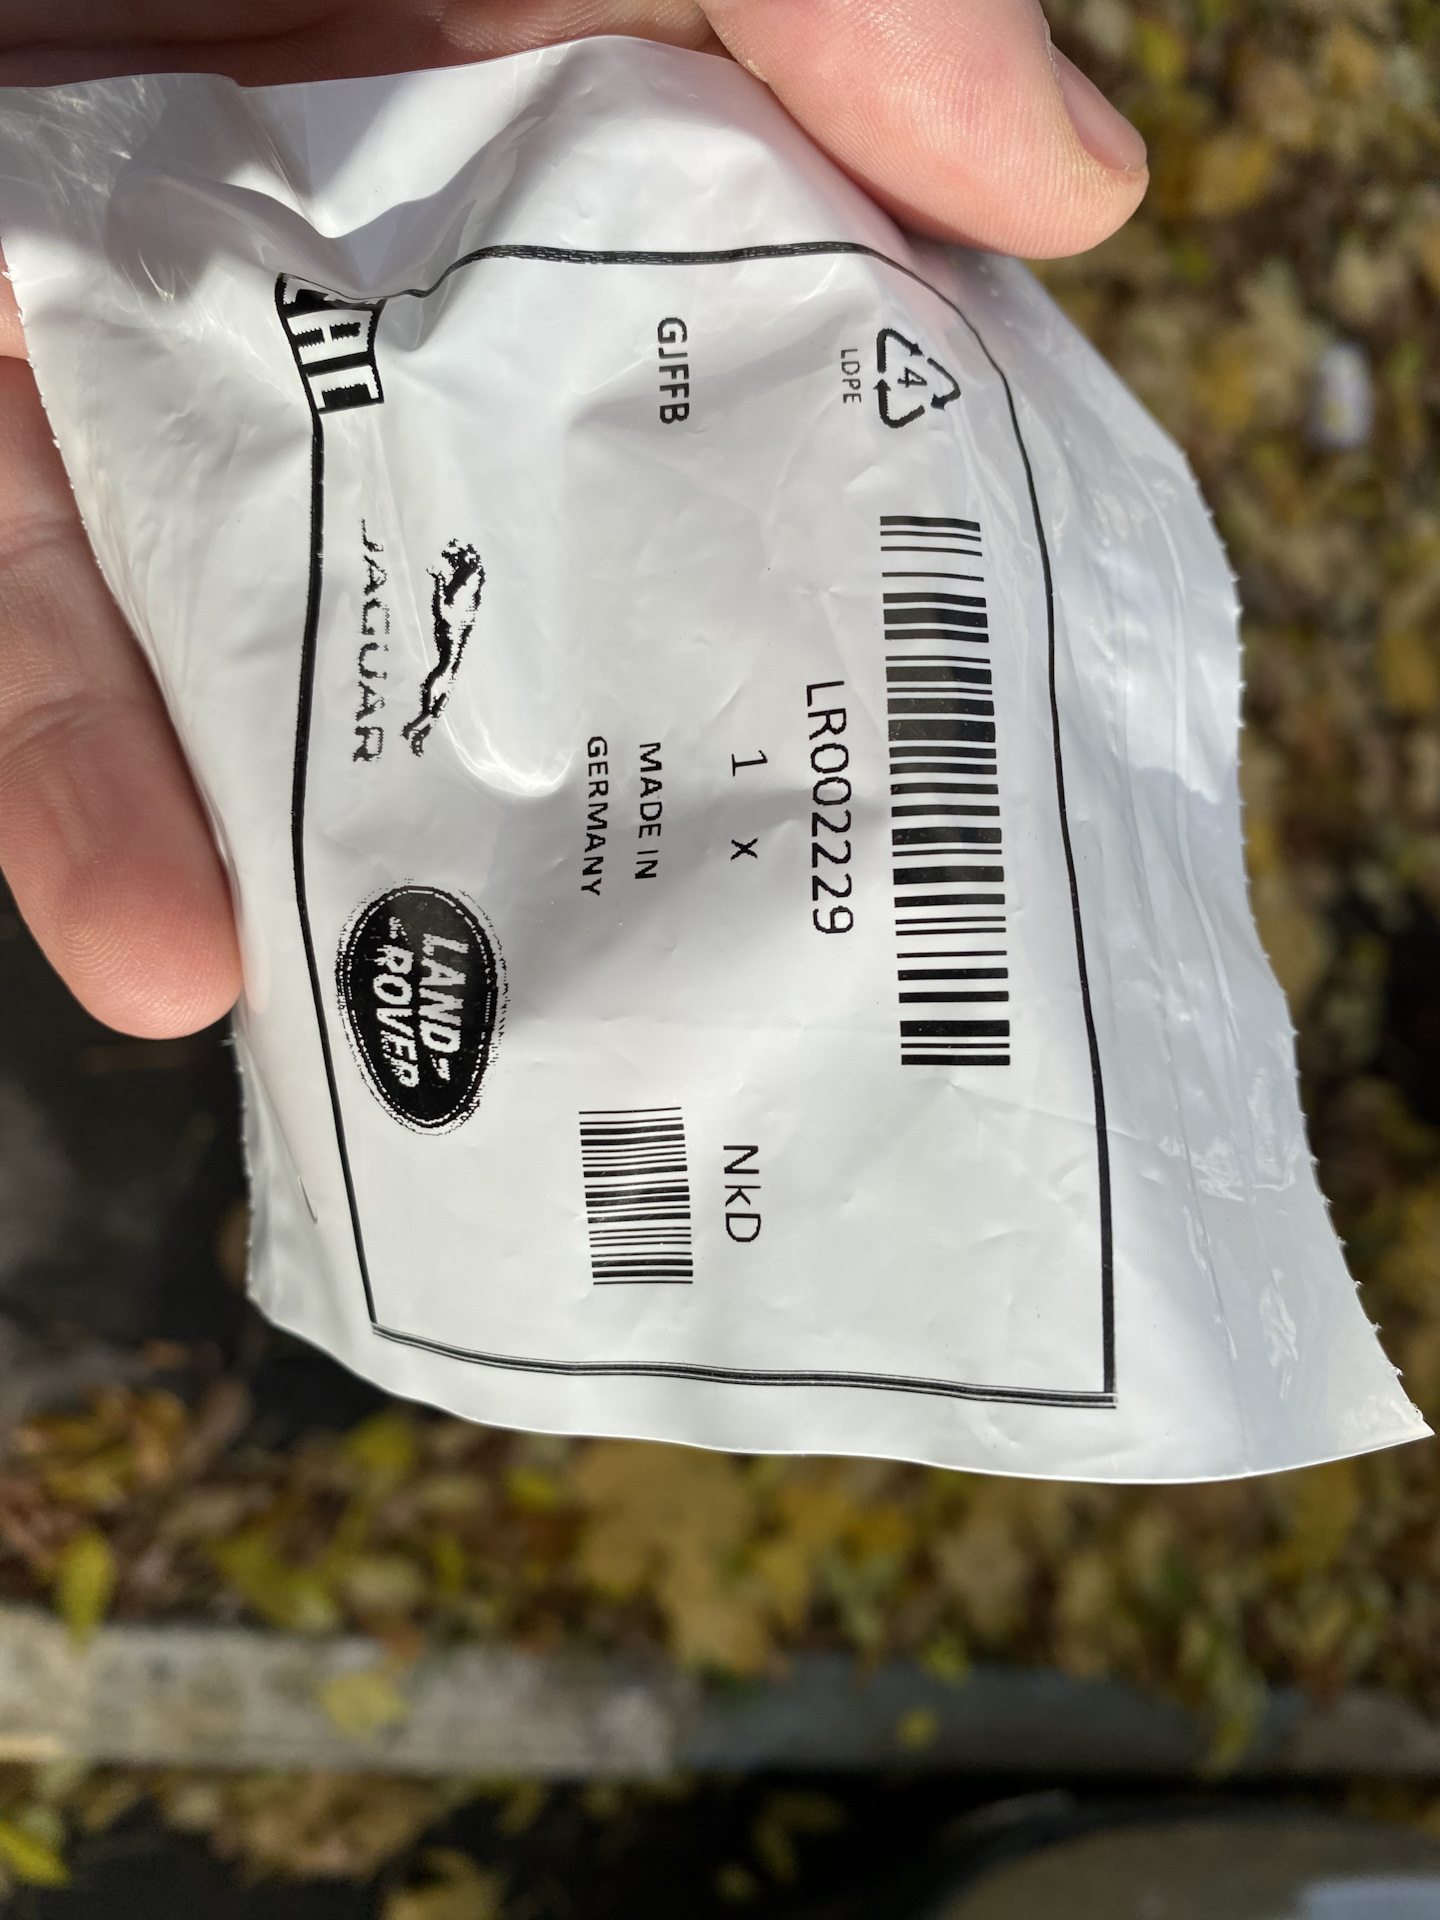 4
LDPE
LR002229
1 x
NkD
GJFFB
MADE IN
GERMANY
JAGUAR
LAND-
ROVER